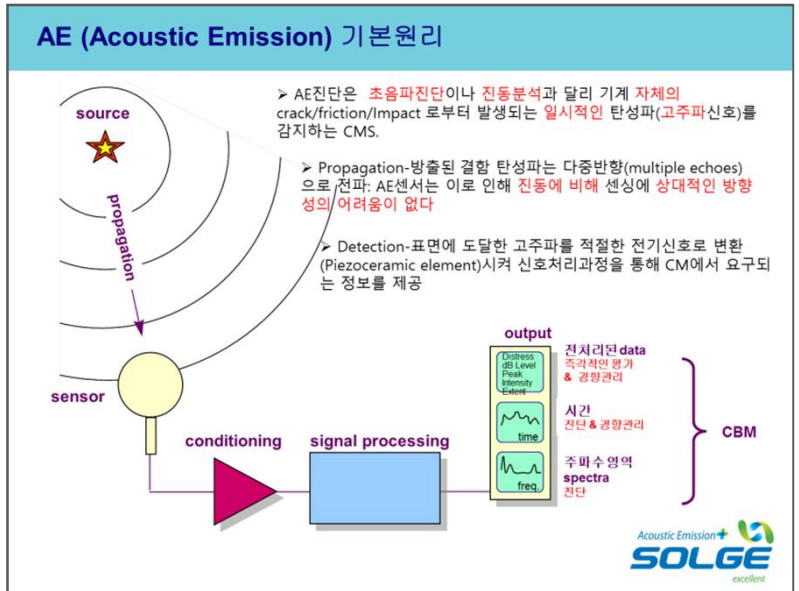 AE (Acoustic Emission) 기본원리
source
➢ AE진단은 초음파진단이나 진동분석과 달리 기계 자체의
crack/friction/Impact 로부터 발생되는 일시적인 탄성파(고주파신호)를
감지하는 CMS.
➢ Propagation-방출된 결함 탄성파는 다중반향(multiple echoes)
으로 전파: AE센서는 이로 인해 진동에 비해 센싱에 상대적인 방향
성의 어려움이 없다
➢ Detection-표면에 도달한 고주파를 적절한 전기신호로 변환
(Piezoceramic element)시켜 신호처리과정을 통해 CM에서 요구되
는 정보를 제공
propagation
sensor
conditioning
signal processing
output
Distress
dB Level
Peak
Intensity
Extent
time
freq.
전처리된 data
즉각적인 평가
& 경향관리
시간
진단 & 경향관리
주파수영역
spectra
진단
CBM
Acoustic Emission
SOLGE
excellent